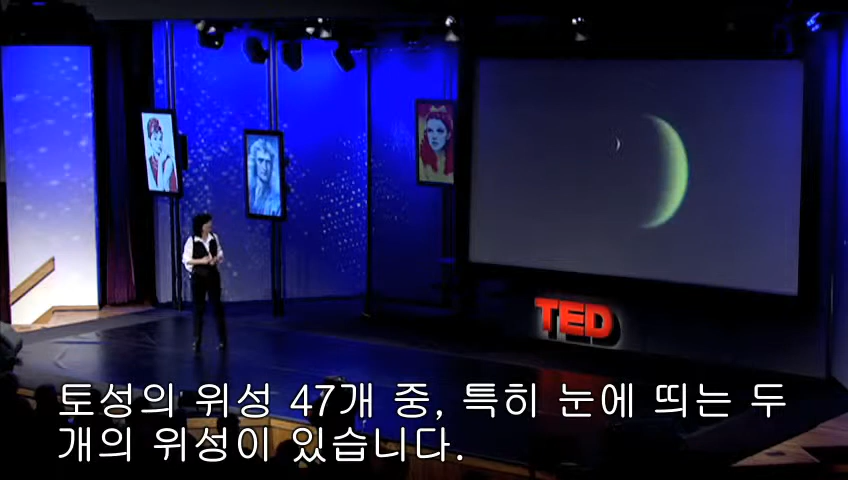 TED
토성의 위성 47개 중, 특히 눈에 띄는 두
개의 위성이 있습니다.